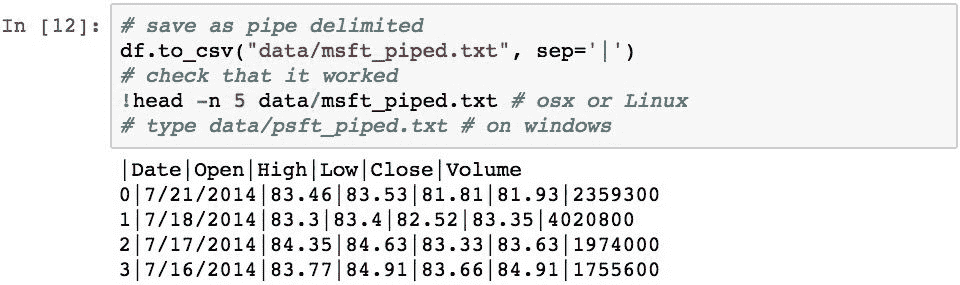 In [12]: # save as pipe delimited
df.to_csv("data/msft_piped.txt", sep='|')
# check that it worked
!head -n 5 data/msft_piped.txt # osx or Linux
# type data/psft_piped.txt # on windows
|Date|Open|High|Low|Close|Volume
0|7/21/2014|83.46|83.53|81.81|81.93|2359300
1|7/18/2014|83.3|83.4|82.52|83.35|4020800
2|7/17/2014|84.35|84.63|83.33|83.63|1974000
3|7/16/2014|83.77|84.91|83.66|84.91|1755600